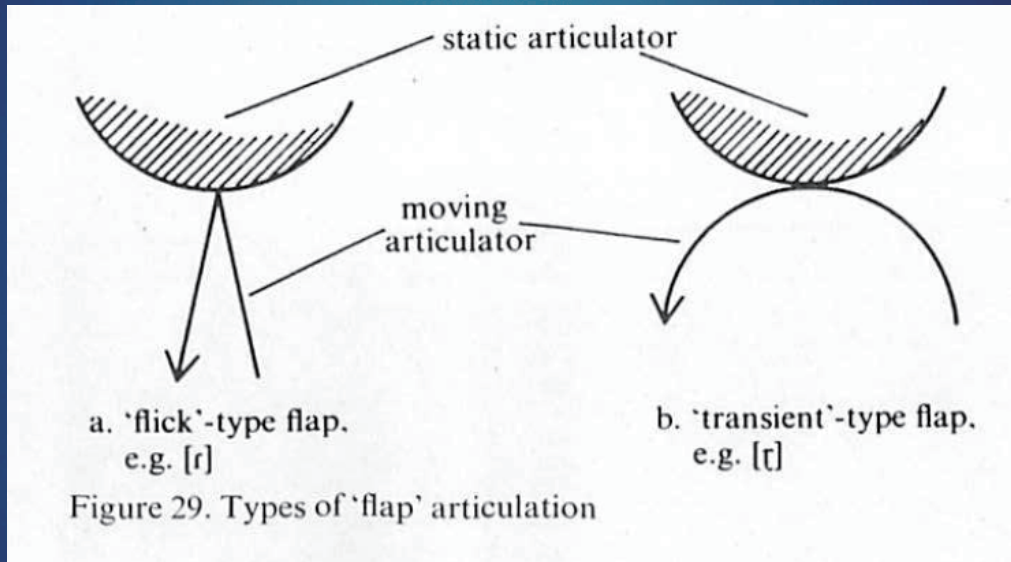 static articulator
moving
articulator
a. ‘flick’-type flap,
e.g. [ɾ]
b. ‘transient’-type flap,
e.g. [ɽ]
Figure 29. Types of ‘flap’ articulation